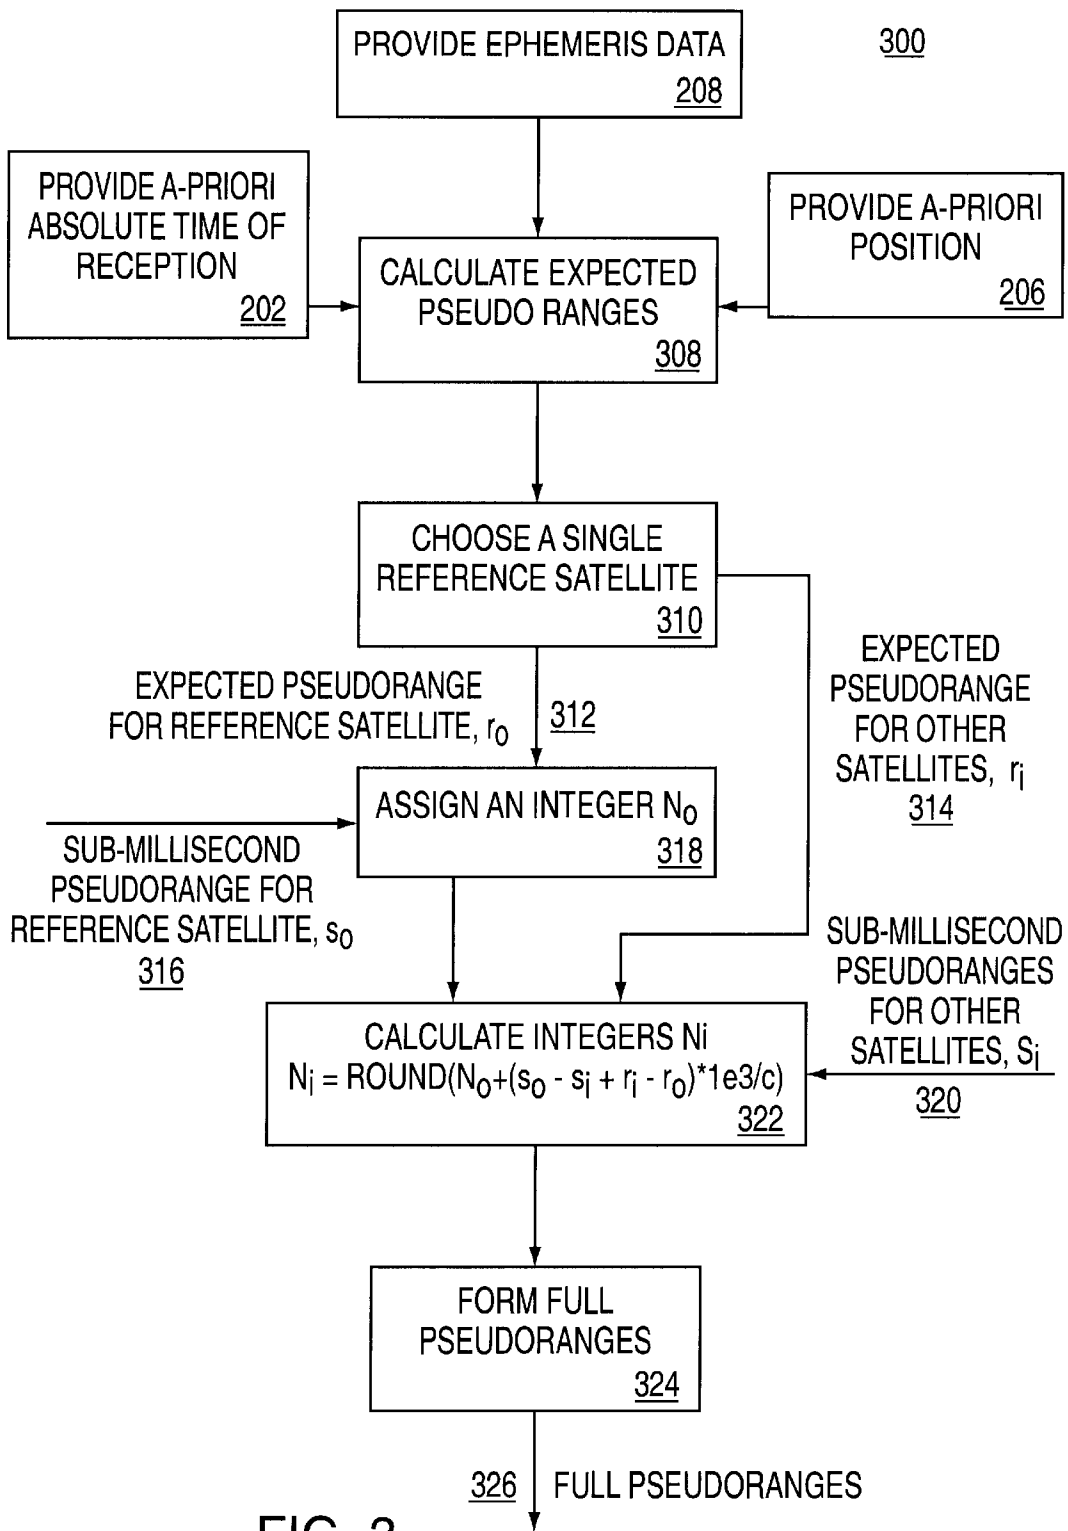 PROVIDE EPHEMERIS DATA
208
300
PROVIDE A-PRIORI
ABSOLUTE TIME OF
RECEPTION
202
PROVIDE A-PRIORI
POSITION
206
CALCULATE EXPECTED
PSEUDO RANGES
308
CHOOSE A SINGLE
REFERENCE SATELLITE
310
EXPECTED PSEUDORANGE
FOR REFERENCE SATELLITE, r₀
312
EXPECTED
PSEUDORANGE
FOR OTHER
SATELLITES, rᵢ
314
ASSIGN AN INTEGER N₀
318
SUB-MILLISECOND
PSEUDORANGE FOR
REFERENCE SATELLITE, s₀
316
SUB-MILLISECOND
PSEUDORANGES
FOR OTHER
SATELLITES, Sᵢ
320
CALCULATE INTEGERS Ni
Nᵢ = ROUND(N₀+(s₀ - sᵢ + rᵢ - r₀)*1e3/c)
322
FORM FULL
PSEUDORANGES
324
326 FULL PSEUDORANGES